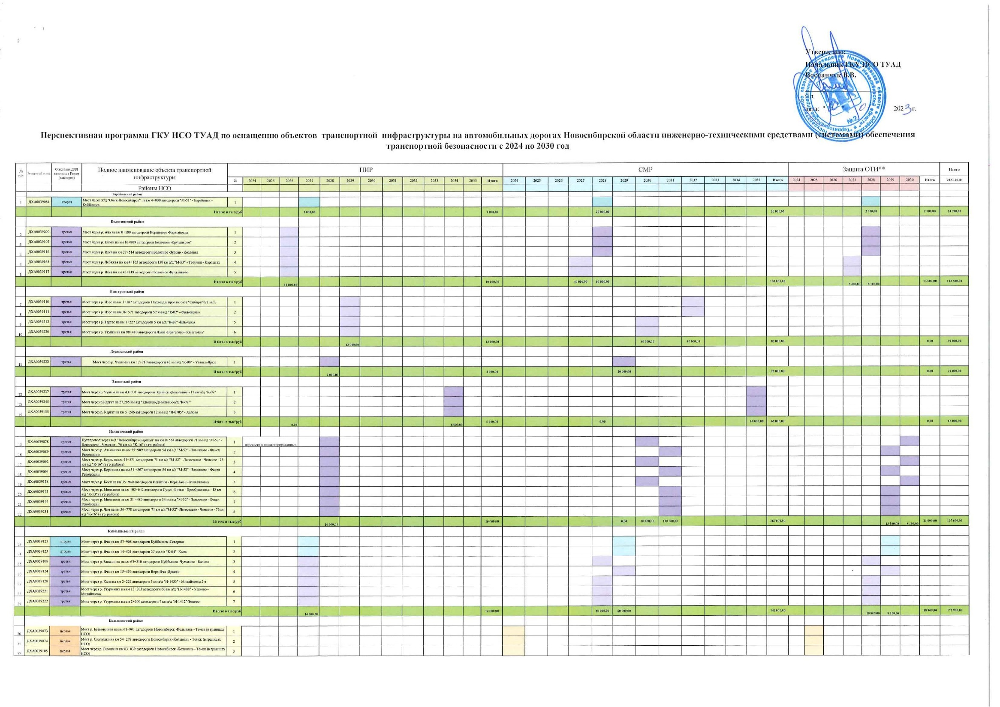 Утверждаю:
Начальник ГКУ НСО ТУАД
Воспанчук В.В.
М.П.
дата: " 2023 г.
№2
Перспективная программа ГКУ НСО ТУАД по оснащению объектов транспортной инфраструктуры на автомобильных дорогах Новосибирской области инженерно-техническими средствами (системами) обеспечения
транспортной безопасности с 2024 по 2030 год
№ п/п Реестровый номер Основание ДЛЯ внесения в Реестр (категория) Полное наименование объекта транспортной инфраструктуры ПИР СМР Защита ОТИ** Итого
№ 2024 2025 2026 2027 2028 2029 2030 2031 2032 2033 2034 2035 Итого 2024 2025 2026 2027 2028 2029 2030 2031 2032 2033 2034 2035 Итого 2024 2025 2026 2027 2028 2029 2030 Итого 2023-2030
Районы НСО
Барабинский район
1 ДХА0039084 вторая Мост через ж/д "Омск-Новосибирск" на км 4+000 автодороги "М-51" - Барабинск - Куйбышев 1
Итого: в тыс/руб 2 000,00 2 000,00 20 000,00 20 000,00 2 700,00 2 700,00 24 700,00
Болотнинский район
2 ДХА0039090 третья Мост через р. Ача на км 0+180 автодороги Корнилово -Кармановка 1
3 ДХА0039107 третья Мост через р. Елбак на км 16+809 автодороги Болотное -Кругликово" 2
4 ДХА0039116 третья Мост через р. Икса на км 27+514 автодороги Болотное -Зудово - Козловка 3
5 ДХА0039165 третья Мост через р. Лебяжья на км 4+163 автодороги 130 км а/д "М-53" - Тогучин - Карпысак 4
6 ДХА0039117 третья Мост через р. Икса на км 43+819 автодороги Болотное -Кругликово 5
Итого: в тыс/руб 10 000,00 10 000,00 40 000,00 60 000,00 100 000,00 5 400,00 8 100,00 13 500,00 123 500,00
Венгеровский район
7 ДХА0039110 третья Мост через р. Изес на км 1+787 автодороги Подъезд к произв. базе "Сибирь"\171 км\\ 1
8 ДХА0039111 третья Мост через р. Изес на км 36+571 автодороги 52 км а/д "К-02" - Филошенка 2
9 ДХА0039212 третья Мост через р. Тартас на км 1+227 автодороги 5 км а/д "К-26" -Ключевая 5
10 ДХА0039220 третья Мост через р. Угуйка на км 98+410 автодороги Чаны -Венгерово - Кыштовка" 6
Итого: в тыс/руб 12 000,00 12 000,00 40 000,00 40 000,00 80 000,00 0,00 92 000,00
Доволенский район
11 ДХА0039233 третья Мост через р. Чулым на км 12+710 автодороги 42 км а/д "К-08" - Утянка-Ярки 1
Итого: в тыс/руб 2 000,00 2 000,00 20 000,00 20 000,00 0,00 22 000,00
Здвинский район
12 ДХА0039237 третья Мост через р. Чулым на км 43+731 автодороги Здвинск -Довольное - 17 км а/д "К-09" 1
13 ДХА0039245 третья Мост через р.Каргат на 27,285 км а/д "Здвинск-Довольное-а/д "К-09"" 2
14 ДХА0039155 третья Мост через р. Каргат на км 5+246 автодороги 12 км а/д "Н-0705" - Хапово 3
Итого: в тыс/руб 0,00 6 000,00 6 000,00 0,00 60 000,00 60 000,00 0,00 66 000,00
Искитимский район
15 ДХА0039078 третья Путепровод через ж/д "Новосибирск-Барнаул" на км 0+564 автодороги 71 км а/д "М-52" - Легостаево - Чемское - 76 км а/д "К-16" (в гр. района) 1 перевести в некатегорированные
16 ДХА0039089 третья Мост через р. Атаманиха на км 55+909 автодороги 54 км а/д "М-52" - Завьялово - Факел Революции 2
17 ДХА0039092 третья Мост через р. Бердь на км 41+571 автодороги 71 км а/д "М-52" - Легостаево - Чемское - 76 км а/д "К-16" (в гр. района) 3
18 ДХА0039094 третья Мост через р. Бороздиха на км 51 +867 автодороги 54 км а/д "М-52" - Завьялово - Факел Революции 4
19 ДХА0039158 третья Мост через р. Коен на км 35+940 автодороги Искитим - Верх-Коен - Михайловка 5
20 ДХА0039173 третья Мост через р. Мильтюш на км 103+642 автодороги Сузун -Битки - Преображенка - 18 км а/д "К-13" (в гр. района) 6
21 ДХА0039174 третья Мост через р. Мильтюш на км 31 +480 автодороги 54 км а/д "М-52" - Завьялово - Факел Революции 7
22 ДХА0039231 третья Мост через р. Чем на км 56+778 автодороги 71 км а/д "М-52" -Легостаево - Чемское - 76 км а/д "К-16" (в гр. района) 8
Итого: в тыс/руб 16 000,00 16 000,00 0,00 60 000,00 100 000,00 160 000,00 13 500,00 8 100,00 21 600,00 197 600,00
Куйбышевский район
23 ДХА0039125 вторая Мост через р. Ича на км 57+908 автодороги Куйбышев -Северное 1
24 ДХА0039123 вторая Мост через р. Ича на км 14+521 автодороги 27 км а/д "К-04" -Кама 2
25 ДХА0039108 третья Мост через р. Западниха на км 63+510 автодороги Куйбышев -Чумаково - Балман 3
26 ДХА0039124 третья Мост через р. Ича на км 15+456 автодороги Верх-Ича -Ярково 4
27 ДХА0039128 третья Мост через р. Кама на км 2+227 автодороги 5 км а/д "Н-1433" - Михайловка 2-я 5
28 ДХА0039221 третья Мост через р. Угурманка на км 13+203 автодороги 66 км а/д "Н-1408" - Ушково - Михайловка 6
29 ДХА0039222 третья Мост через р. Угурманка на км 2+600 автодороги 7 км а/д "Н-1412"-Зоново 7
Итого: в тыс/руб 14 000,00 14 000,00 80 000,00 60 000,00 140 000,00 10 800,00 8 100,00 18 900,00 172 900,00
Колыванский район
30 ДХА0039073 первая Мост р. Безымянная на км 61+901 автодороги Новосибирск -Колывань - Томск (в границах НСО) 1
31 ДХА0039074 первая Мост р. Скалушка на км 54+278 автодороги Новосибирск -Колывань - Томск (в границах НСО) 2
32 ДХА0039105 первая Мост через р. Вьюна на км 83+039 автодороги Новосибирск -Колывань - Томск (в границах НСО) 3